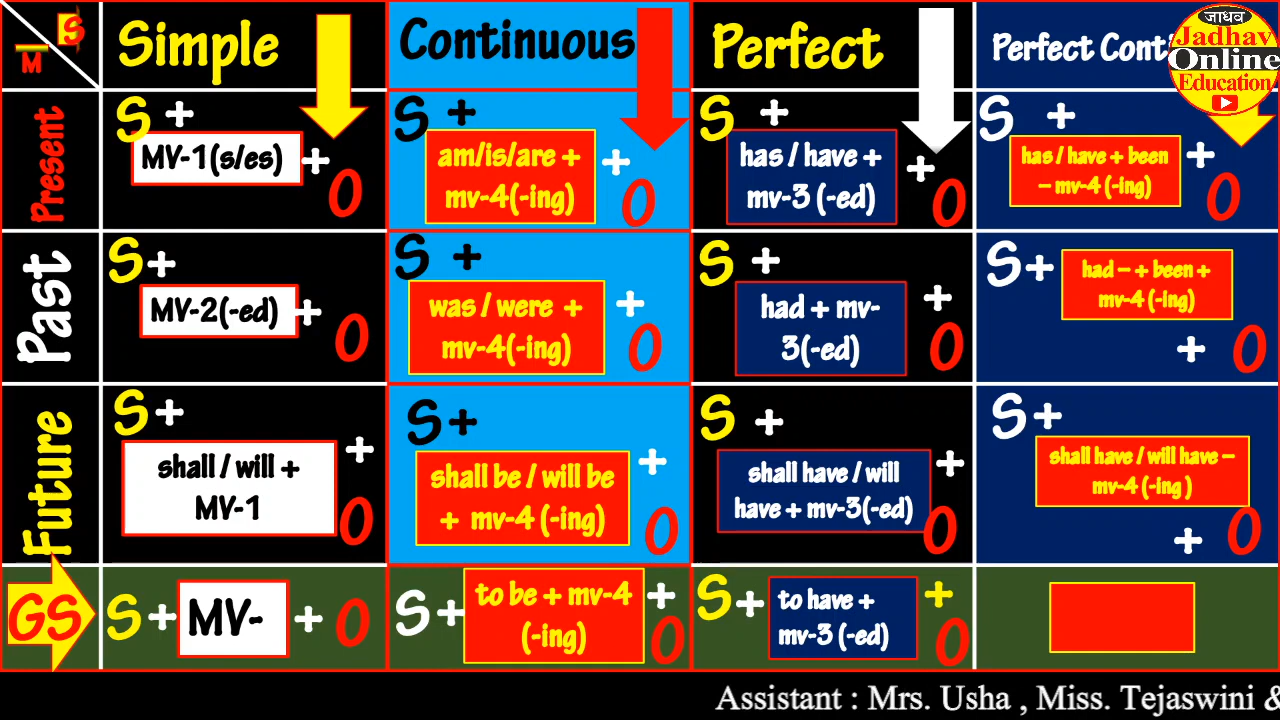 S
M
Simple
Continuous
Perfect
Perfect Cont
जाधव
Jadhav
Online
Education
Present
S +
MV-1(s/es)
+
O
S +
am/is/are +
mv-4(-ing)
+
O
S +
has / have +
mv-3 (-ed)
+
O
S +
has / have + been
– mv-4 (-ing)
+
O
Past
S+
MV-2(-ed)
+
O
S +
was / were +
mv-4(-ing)
+
O
S +
had + mv-
3(-ed)
+
O
S+
had – + been +
mv-4 (-ing)
+ O
Future
S+
shall / will +
MV-1
+
O
S+
shall be / will be
+ mv-4 (-ing)
+
O
S +
shall have / will
have + mv-3(-ed)
+
O
S+
shall have / will have –
mv-4 (-ing )
+ O
GS
S+ MV- + O
S+
to be + mv-4
(-ing)
+
O
S+
to have +
mv-3 (-ed)
+
O
Assistant : Mrs. Usha , Miss. Tejaswini &